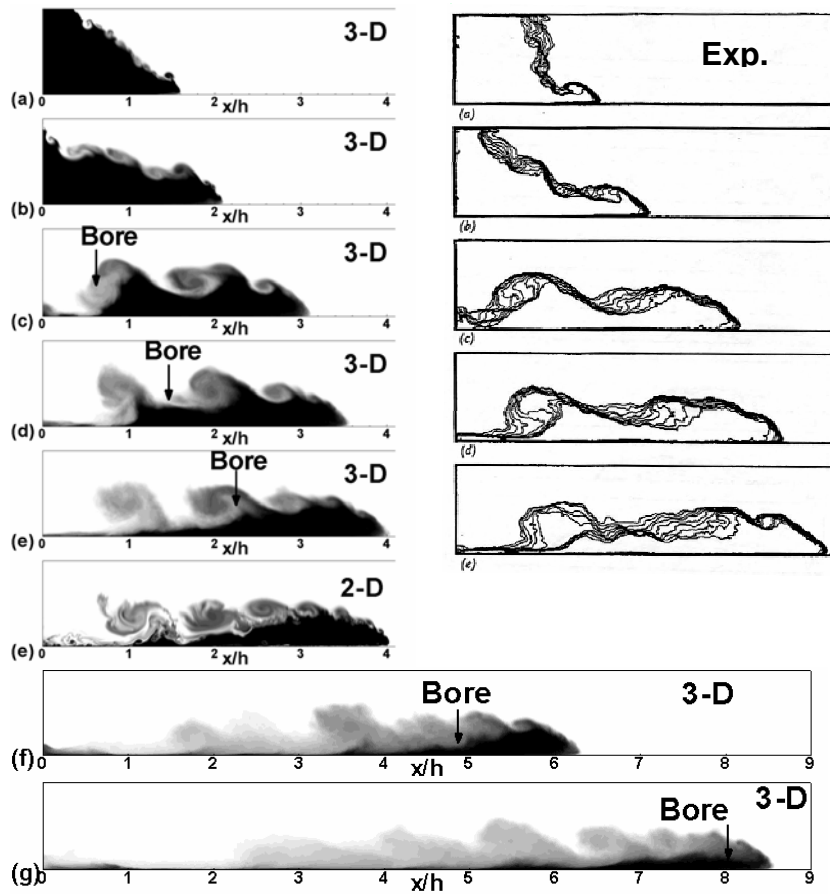 3-D
(a) 0 1 2 3 4
x/h
3-D
(b) 0 1 2 3 4
x/h
Bore
3-D
(c) 0 1 2 3 4
x/h
Bore
3-D
(d) 0 1 2 3 4
x/h
Bore
3-D
(e) 0 1 2 3 4
x/h
2-D
(e) 0 1 2 3 4
x/h
Exp.
(a)
(b)
(c)
(d)
(e)
Bore 3-D
(f) 0 1 2 3 4 5 6 7 8 9
x/h
Bore 3-D
(g) 0 1 2 3 4 5 6 7 8 9
x/h